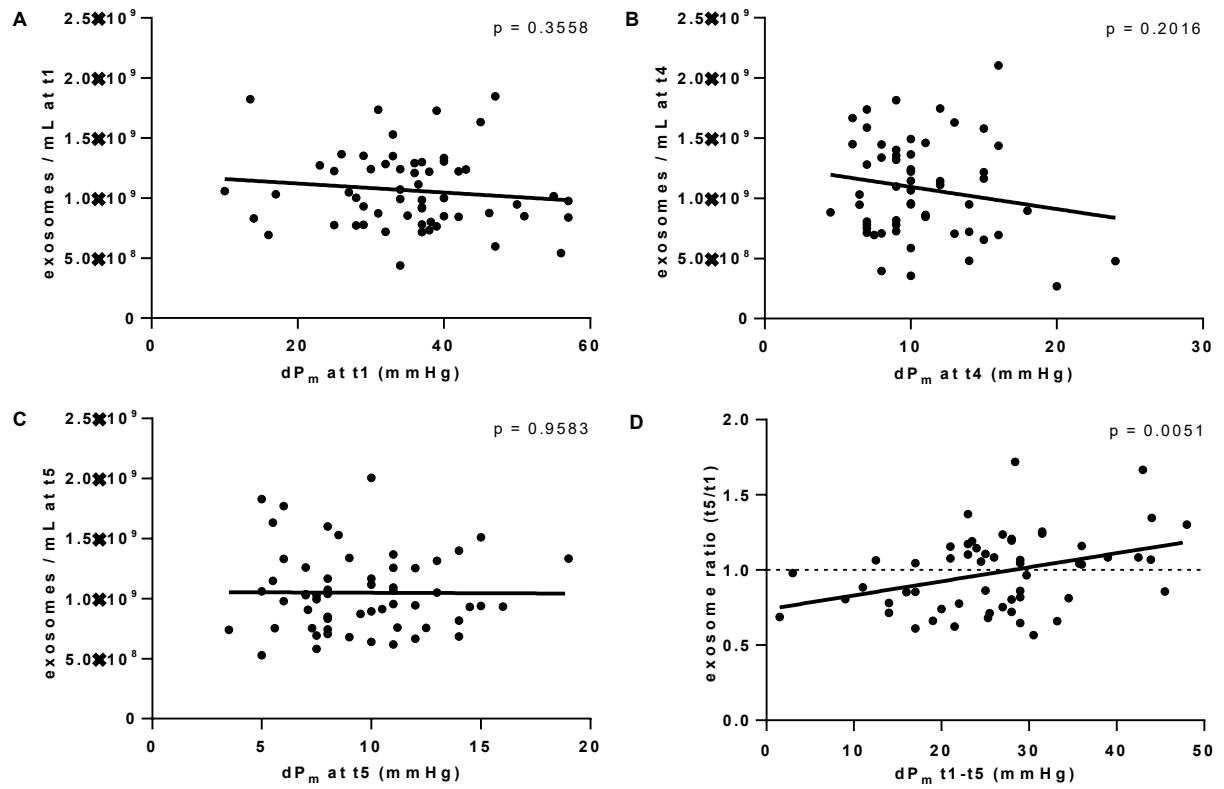 A
p = 0.3558
exosomes / mL at t1
2.5✖10⁹
2.0✖10⁹
1.5✖10⁹
1.0✖10⁹
5.0✖10⁸
0
0 20 40 60
dPₘ at t1 (mmHg)
B
p = 0.2016
exosomes / mL at t4
2.5✖10⁹
2.0✖10⁹
1.5✖10⁹
1.0✖10⁹
5.0✖10⁸
0
0 10 20 30
dPₘ at t4 (mmHg)
C
p = 0.9583
exosomes / mL at t5
2.5✖10⁹
2.0✖10⁹
1.5✖10⁹
1.0✖10⁹
5.0✖10⁸
0
0 5 10 15 20
dPₘ at t5 (mmHg)
D
p = 0.0051
exosome ratio (t5/t1)
2.0
1.5
1.0
0.5
0.0
0 10 20 30 40 50
dPₘ t1-t5 (mmHg)